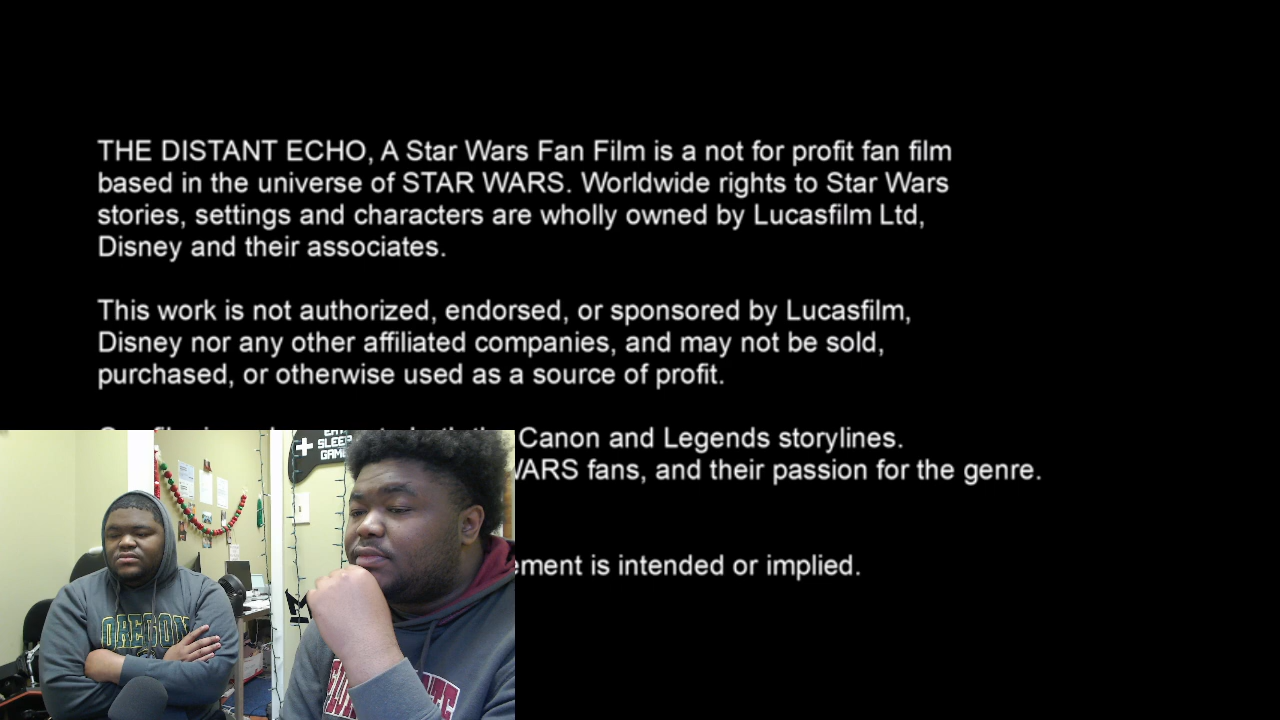 THE DISTANT ECHO, A Star Wars Fan Film is a not for profit fan film
based in the universe of STAR WARS. Worldwide rights to Star Wars
stories, settings and characters are wholly owned by Lucasfilm Ltd,
Disney and their associates.
This work is not authorized, endorsed, or sponsored by Lucasfilm,
Disney nor any other affiliated companies, and may not be sold,
purchased, or otherwise used as a source of profit.
Canon and Legends storylines.
WARS fans, and their passion for the genre.
ement is intended or implied.
SLEEP
GAME
OREGON